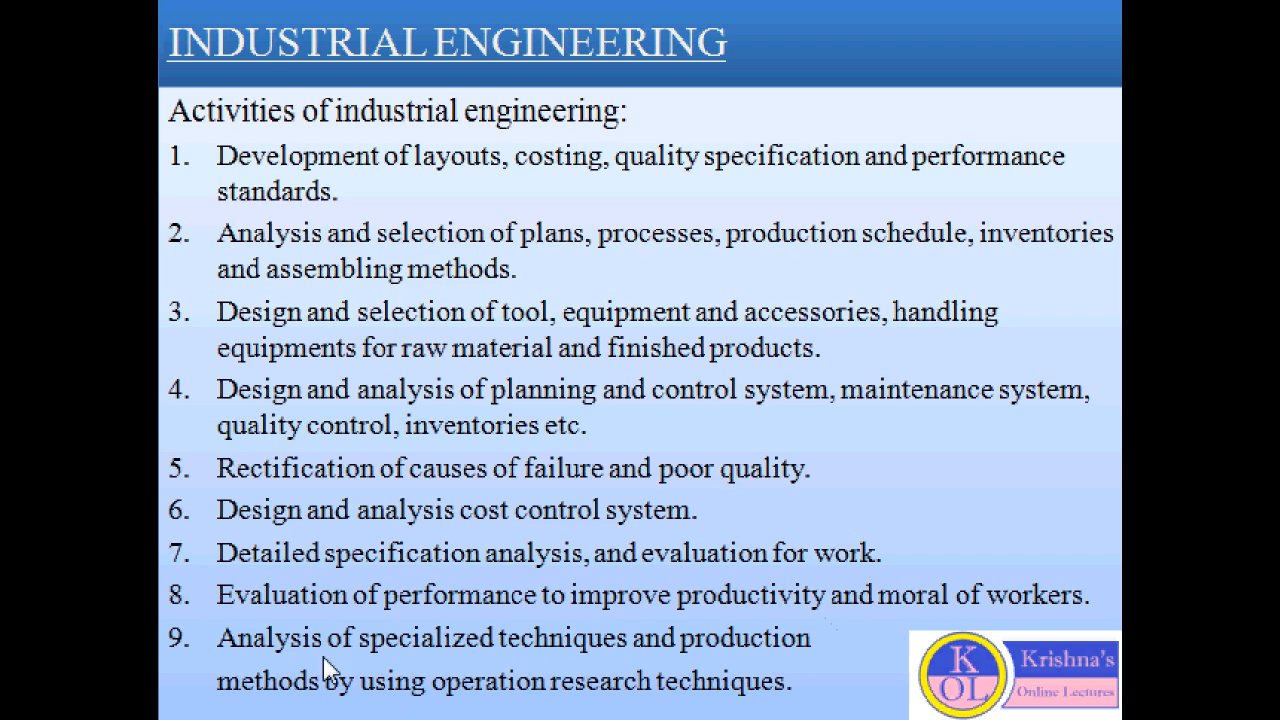 INDUSTRIAL ENGINEERING
Activities of industrial engineering:
1. Development of layouts, costing, quality specification and performance
standards.
2. Analysis and selection of plans, processes, production schedule, inventories
and assembling methods.
3. Design and selection of tool, equipment and accessories, handling
equipments for raw material and finished products.
4. Design and analysis of planning and control system, maintenance system,
quality control, inventories etc.
5. Rectification of causes of failure and poor quality.
6. Design and analysis cost control system.
7. Detailed specification analysis, and evaluation for work.
8. Evaluation of performance to improve productivity and moral of workers.
9. Analysis of specialized techniques and production
methods by using operation research techniques.
K
OL
Krishna's
Online Lectures